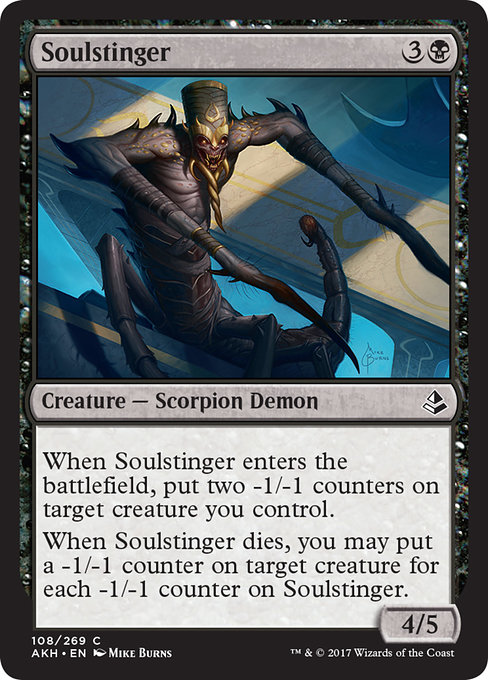 Soulstinger 3
Mike
Burns
Creature — Scorpion Demon
When Soulstinger enters the
battlefield, put two -1/-1 counters on
target creature you control.
When Soulstinger dies, you may put
a -1/-1 counter on target creature for
each -1/-1 counter on Soulstinger.
4/5
108/269 C
AKH • EN Mike Burns ™ & © 2017 Wizards of the Coast